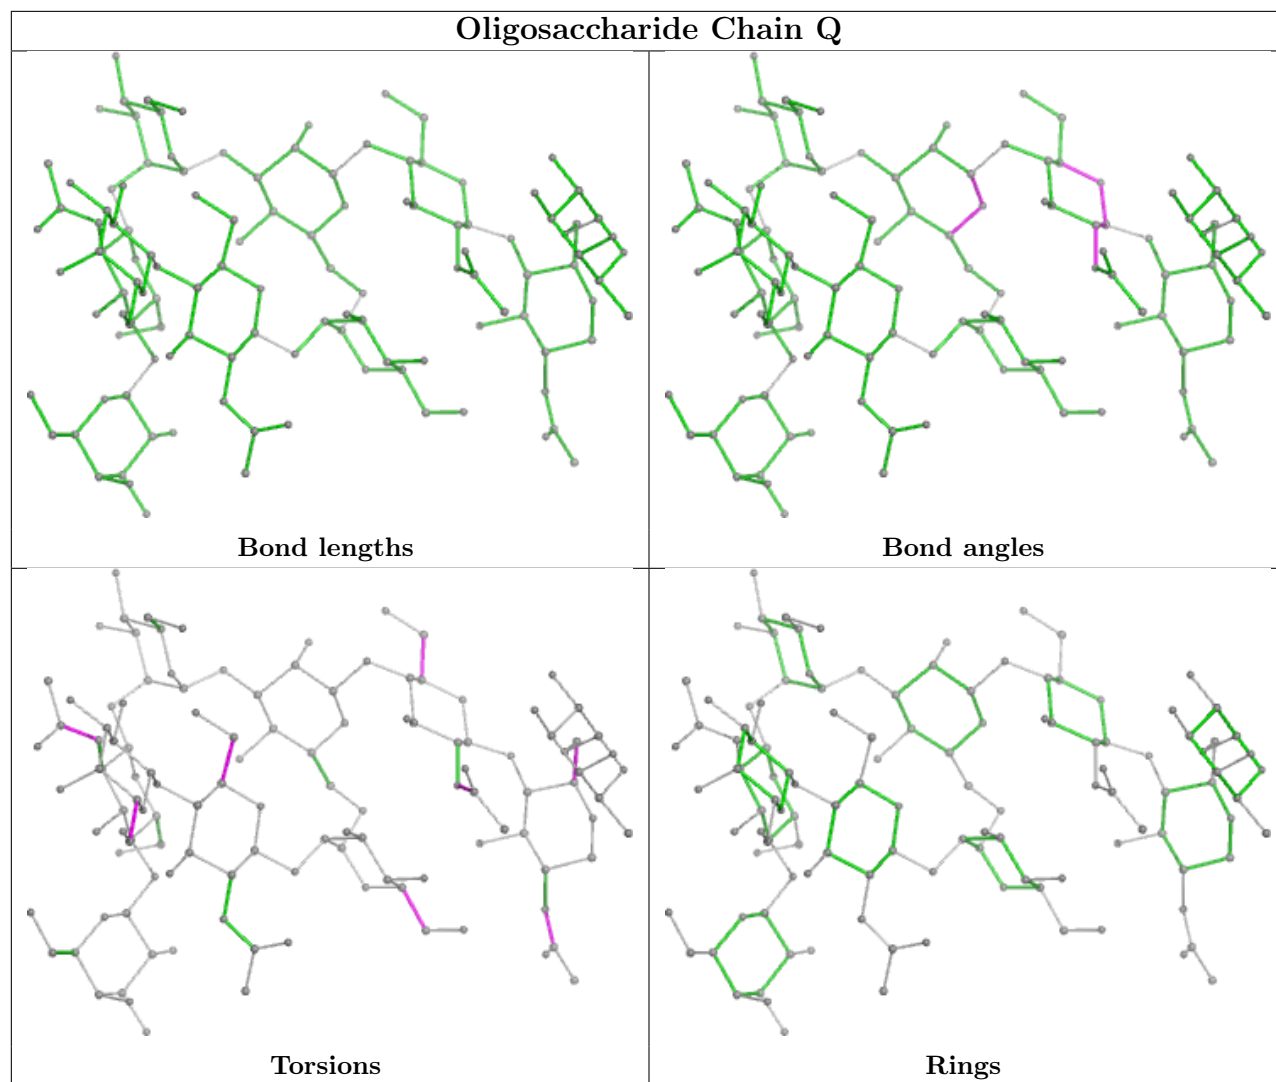 Oligosaccharide Chain Q
Bond lengths
Bond angles
Torsions
Rings